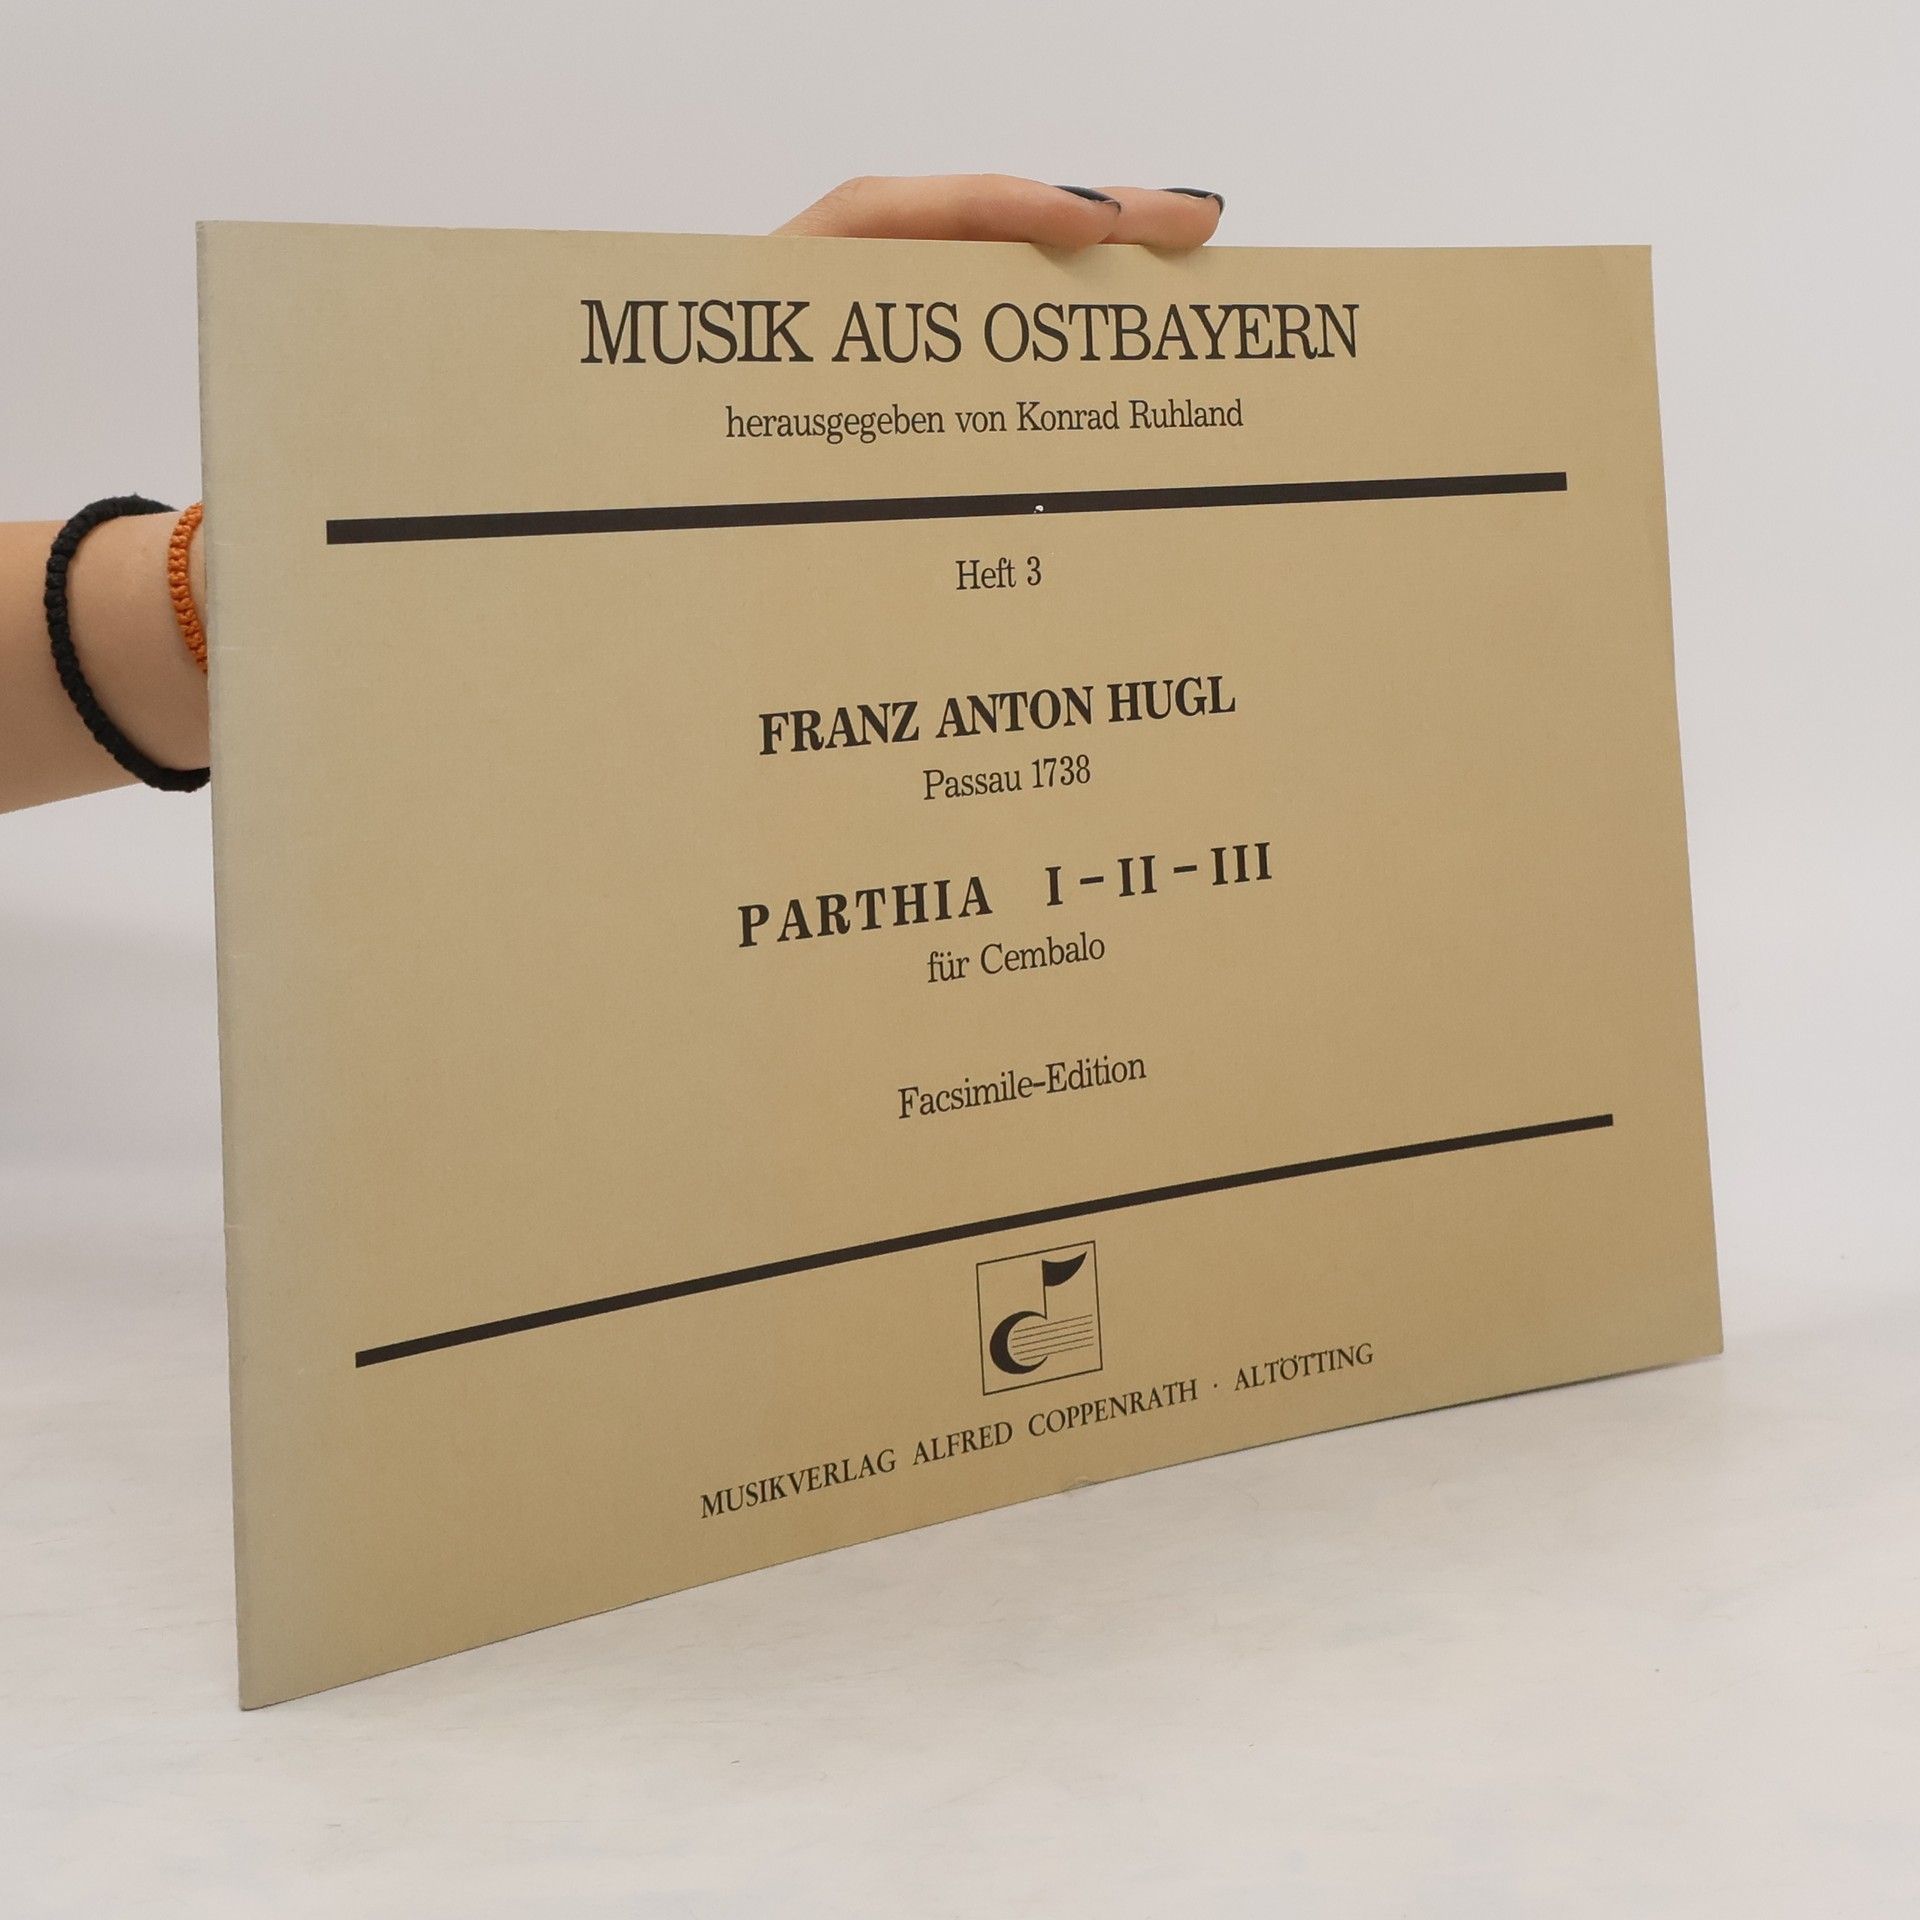 MUSIK AUS OSTBAYERN
herausgegeben von Konrad Ruhland
Heft 3
FRANZ ANTON HUGL
Passau 1738
PARTHIA I – II – III
für Cembalo
Facsimile-Edition
MUSIKVERLAG ALFRED COPPENRATH · ALTÖTTING